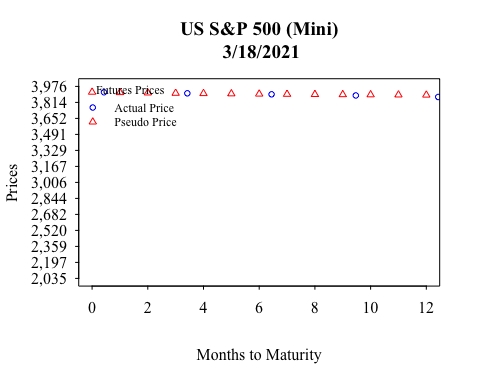 US S&P 500 (Mini)
3/18/2021
Prices
3,976
3,814
3,652
3,491
3,329
3,167
3,006
2,844
2,682
2,520
2,359
2,197
2,035
Futures Prices
Actual Price
Pseudo Price
0 2 4 6 8 10 12
Months to Maturity